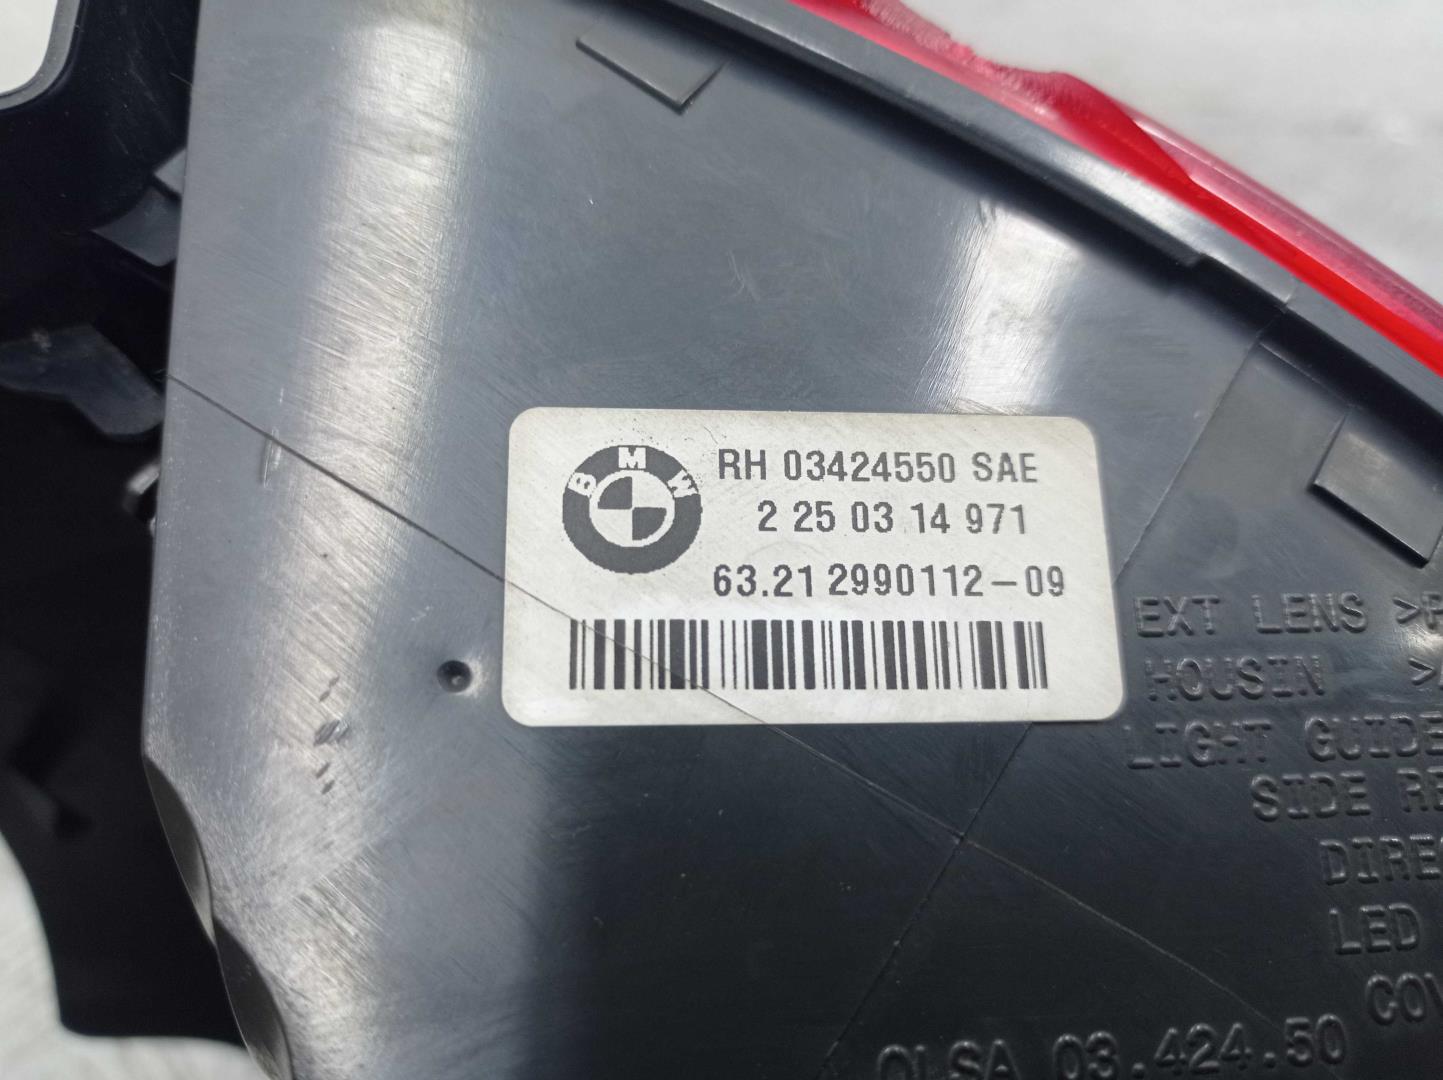 BMW
RH 03424550 SAE
2 25 03 14 971
63.21 2990112-09
EXT LENS >
HOUSIN >
LIGHT GUIDE
SIDE
LED
OLSA 03.424.50